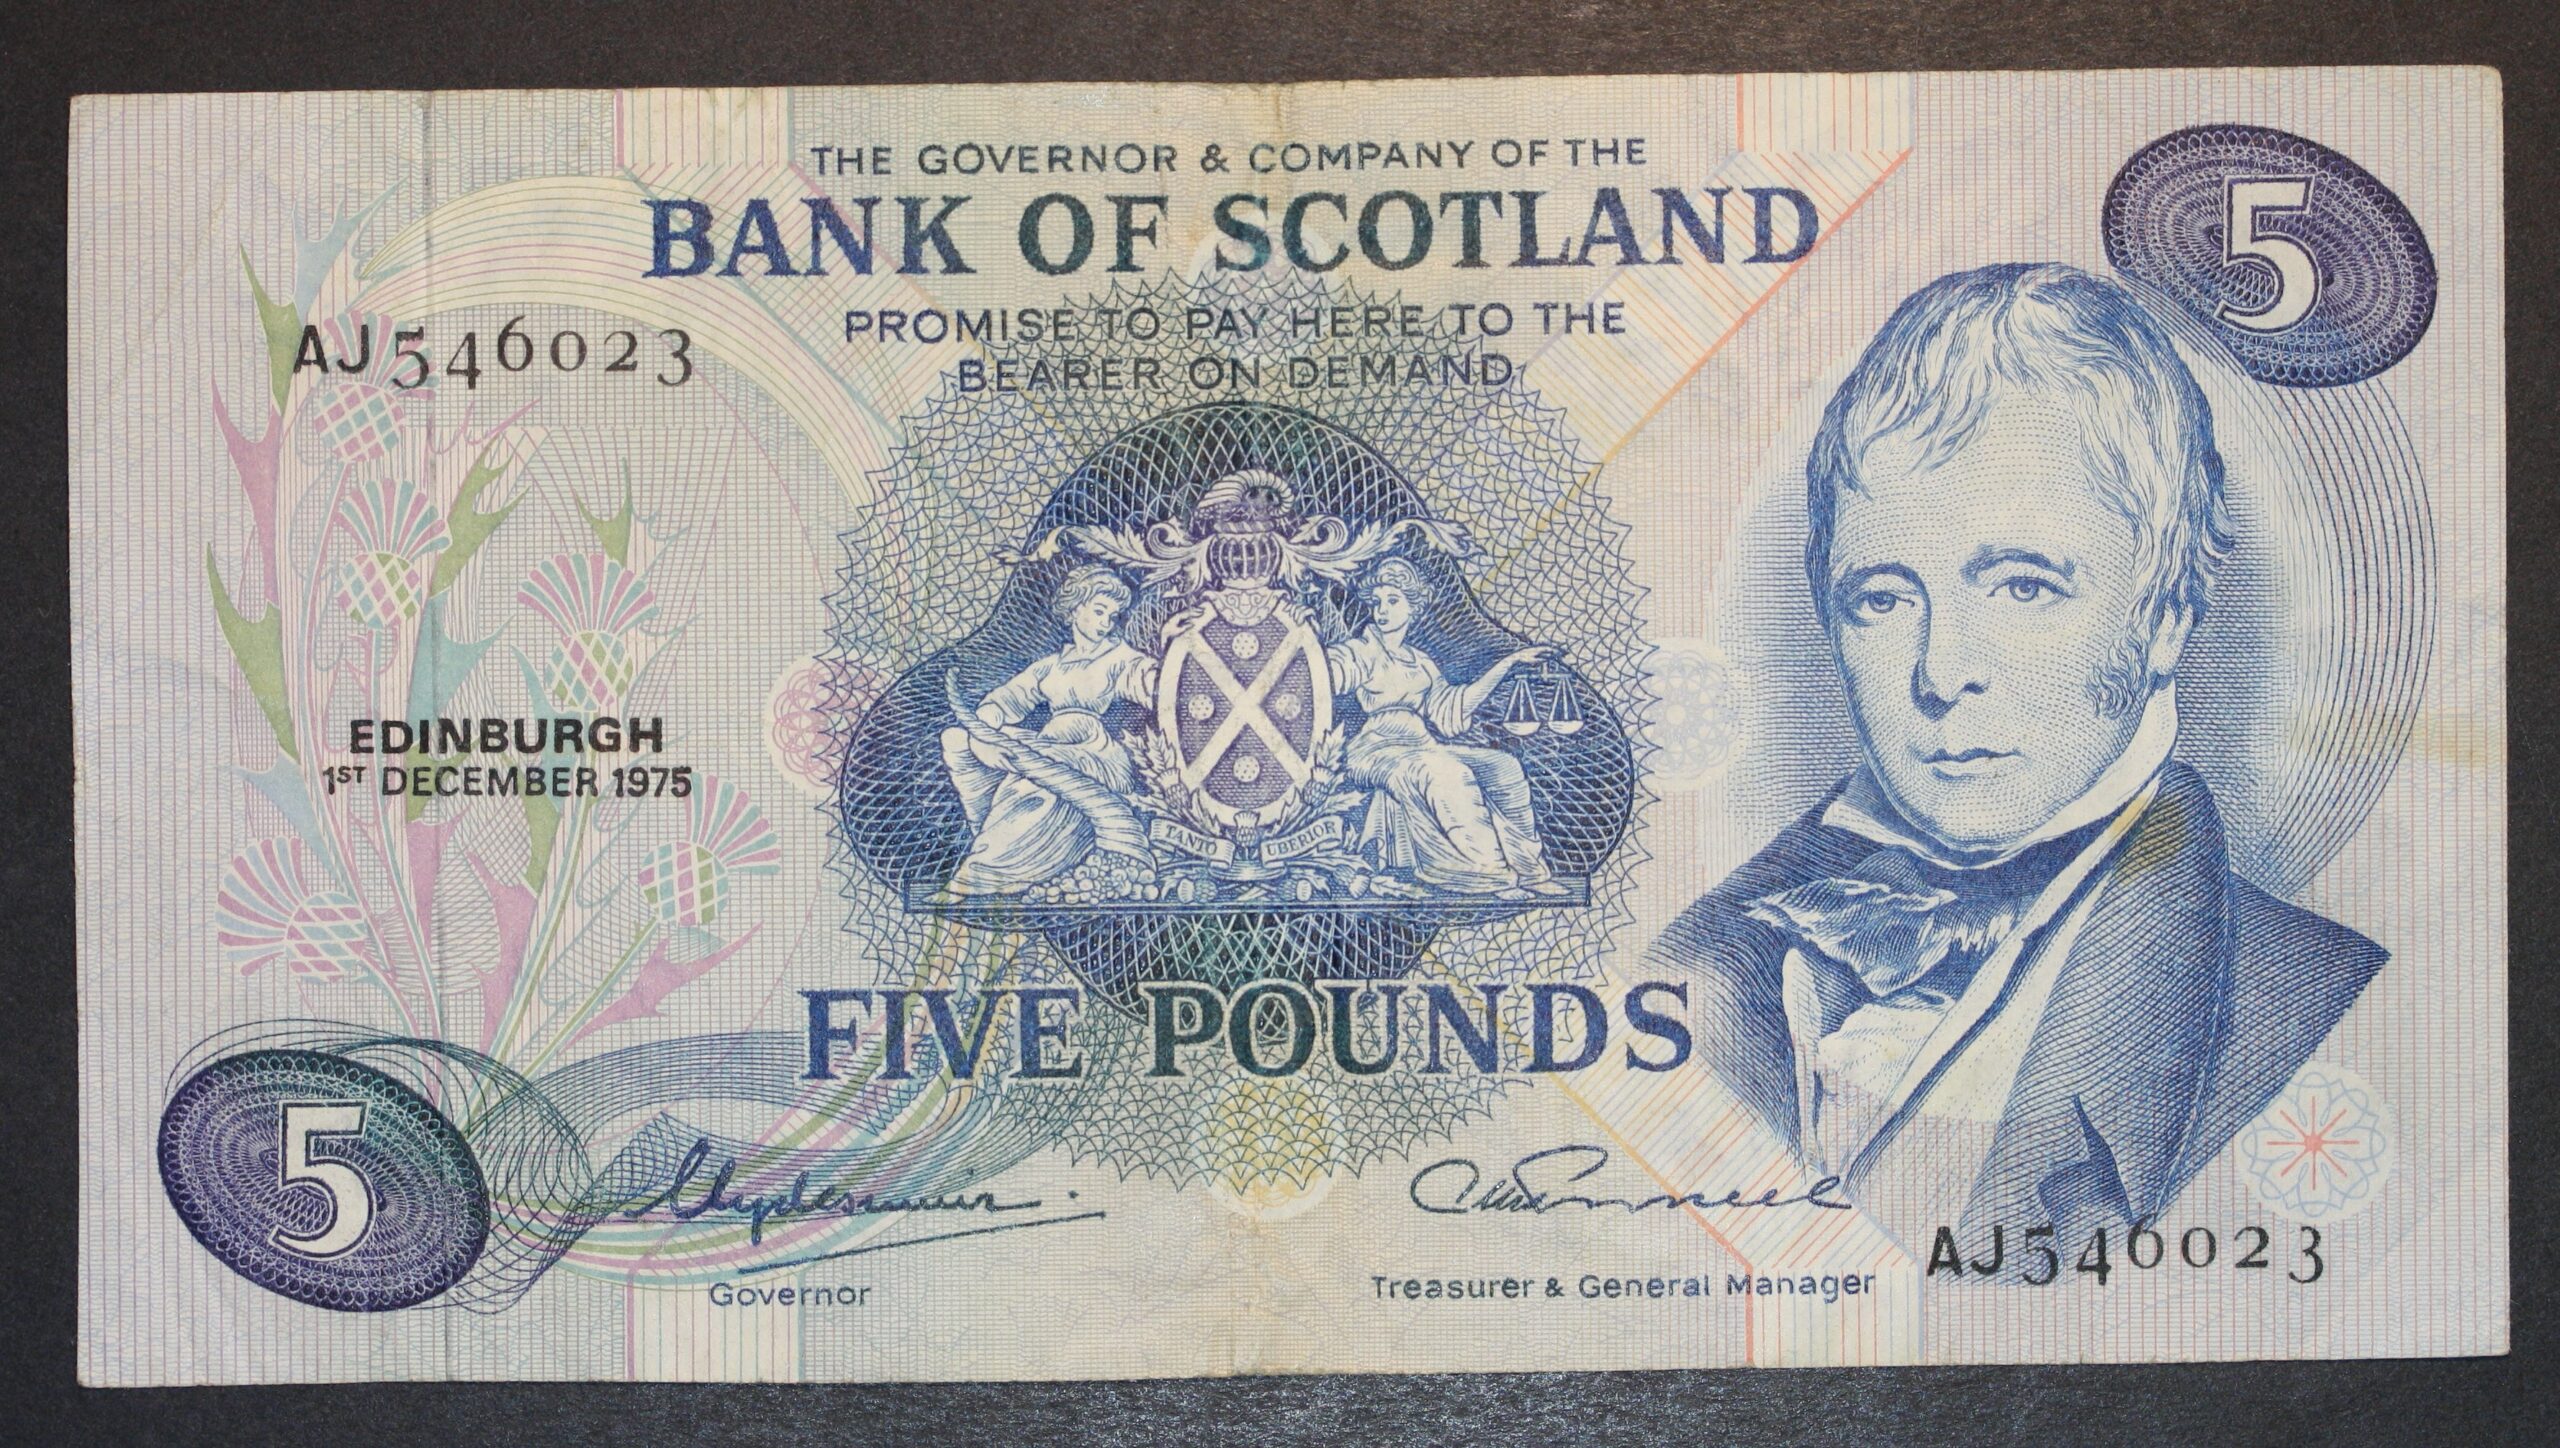 THE GOVERNOR & COMPANY OF THE
BANK OF SCOTLAND
PROMISE TO PAY HERE TO THE
BEARER ON DEMAND
5
AJ546023
EDINBURGH
1ST DECEMBER 1975
TANTO UBERIOR
FIVE POUNDS
5
Clydesmuir
Governor
Treasurer & General Manager
AJ546023